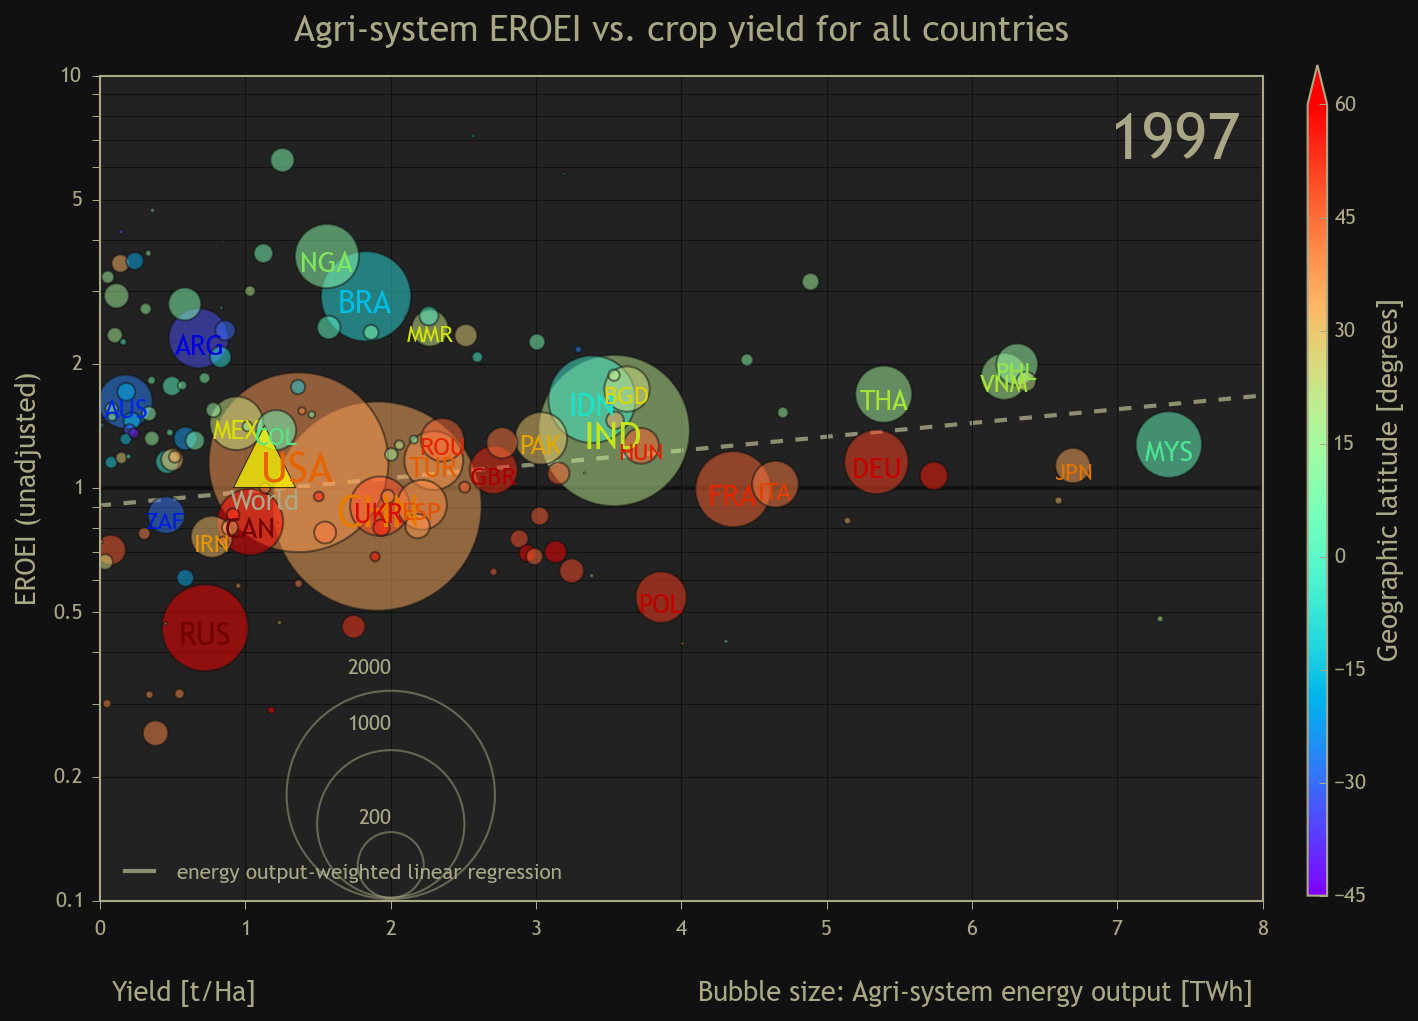 Agri-system EROEI vs. crop yield for all countries
1997
10
5
2
1
0.5
0.2
0.1
EROEI (unadjusted)
NGA
BRA
MMR
ARG
AUS
IDN
BGD
PHL
VNM
THA
MEX
COL
IND
ROU
PAK
HUN
MYS
USA
TUR
GBR
DEU
JPN
World
CHN
UKR
ESP
FRA
ITA
ZAF
CAN
IRN
POL
RUS
2000
1000
200
energy output-weighted linear regression
0 1 2 3 4 5 6 7 8
Yield [t/Ha]
Bubble size: Agri-system energy output [TWh]
60
45
30
15
0
−15
−30
−45
Geographic latitude [degrees]